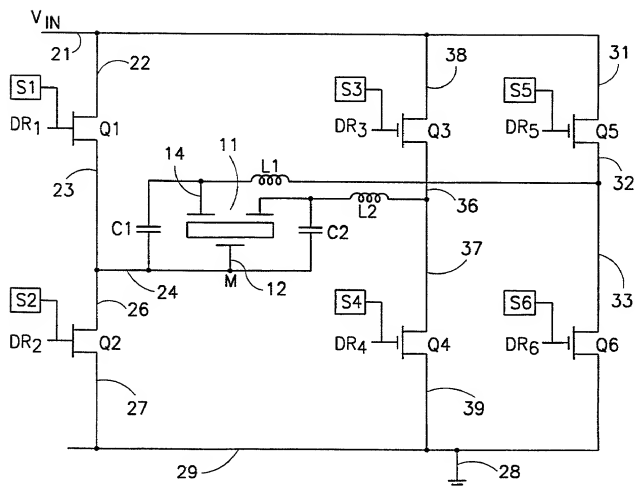 V_IN
21
22
38
31
S1
S3
S5
DR1
Q1
DR3
Q3
DR5
Q5
23
14
11
L1
32
36
L2
C1
C2
37
24
M
12
33
26
S2
S4
S6
DR2
Q2
DR4
Q4
DR6
Q6
27
39
29
28